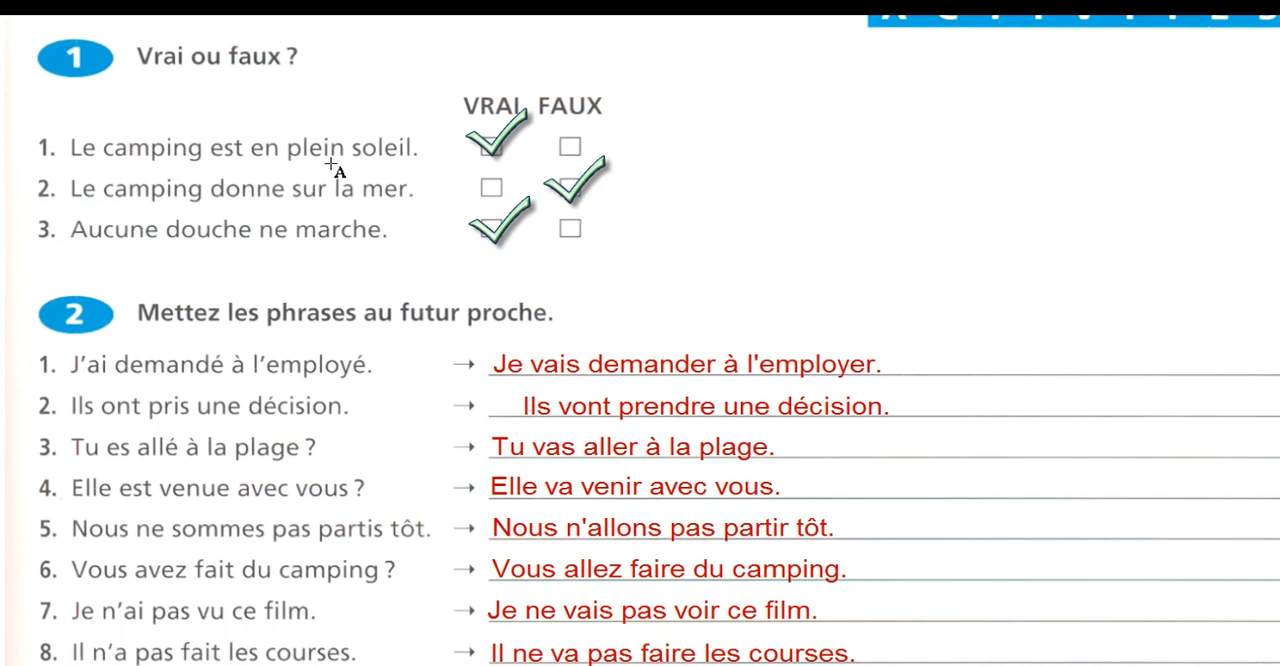 1 Vrai ou faux ?
VRAI FAUX
1. Le camping est en plein soleil.
2. Le camping donne sur la mer.
3. Aucune douche ne marche.
2 Mettez les phrases au futur proche.
1. J'ai demandé à l'employé. → Je vais demander à l'employer.
2. Ils ont pris une décision. → Ils vont prendre une décision.
3. Tu es allé à la plage ? → Tu vas aller à la plage.
4. Elle est venue avec vous ? → Elle va venir avec vous.
5. Nous ne sommes pas partis tôt. → Nous n'allons pas partir tôt.
6. Vous avez fait du camping ? → Vous allez faire du camping.
7. Je n'ai pas vu ce film. → Je ne vais pas voir ce film.
8. Il n'a pas fait les courses. → Il ne va pas faire les courses.